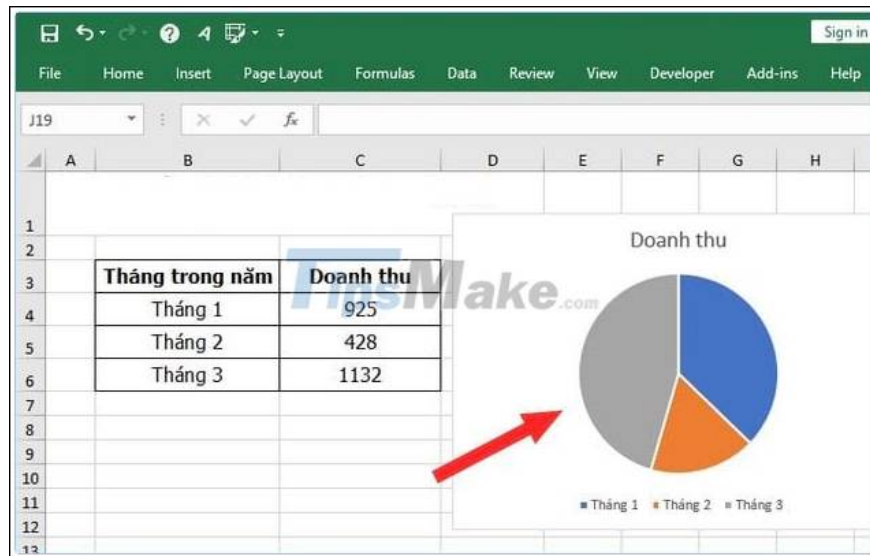 Sign in
File Home Insert Page Layout Formulas Data Review View Developer Add-ins Help
J19 fx
A B C D E F G H
1
2
3 Tháng trong năm Doanh thu
4 Tháng 1 925
5 Tháng 2 428
6 Tháng 3 1132
7
8
9
10
11
12
13
Doanh thu
Tháng 1 Tháng 2 Tháng 3
TipsMake.com